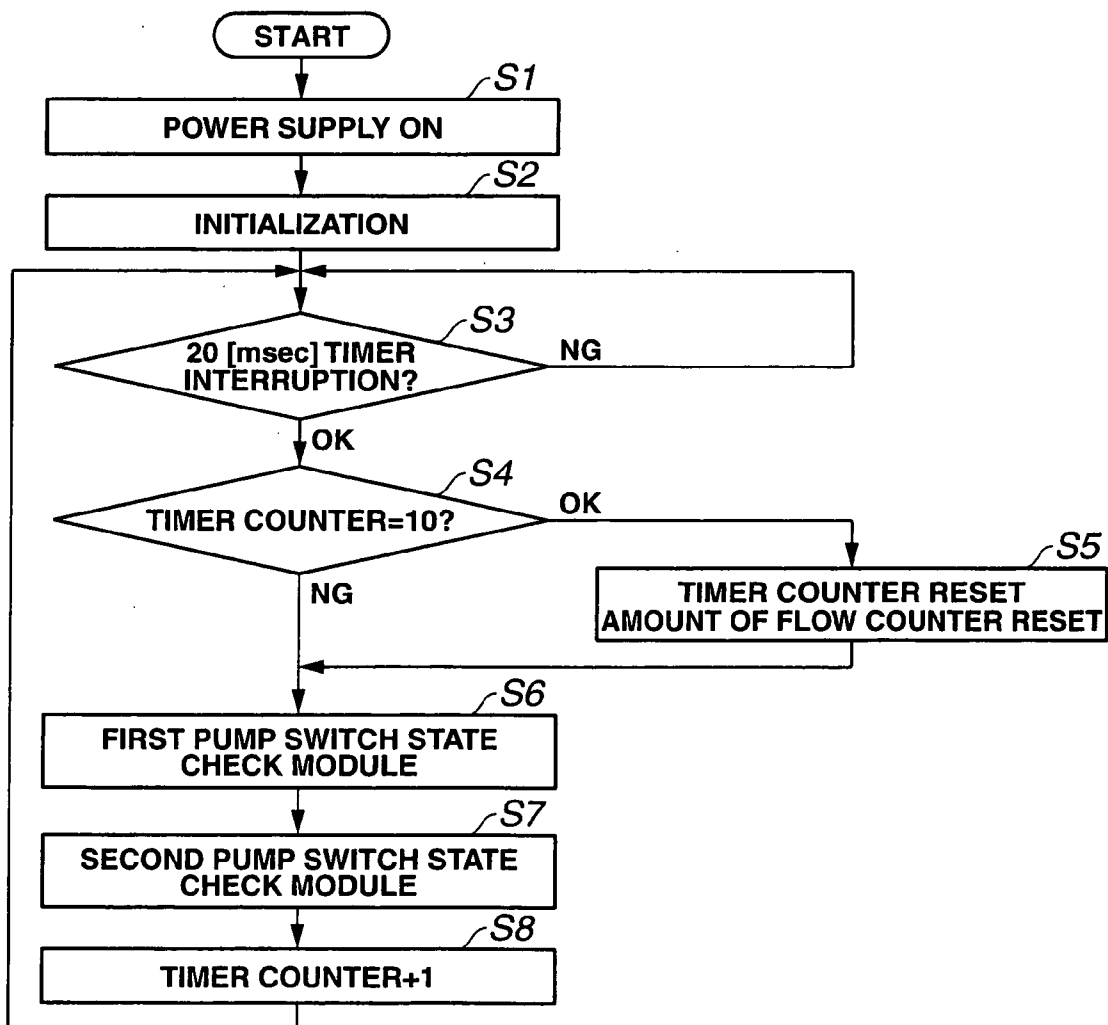 START
S1
POWER SUPPLY ON
S2
INITIALIZATION
S3
20 [msec] TIMER
INTERRUPTION?
NG
OK
S4
TIMER COUNTER=10?
OK
NG
S5
TIMER COUNTER RESET
AMOUNT OF FLOW COUNTER RESET
S6
FIRST PUMP SWITCH STATE
CHECK MODULE
S7
SECOND PUMP SWITCH STATE
CHECK MODULE
S8
TIMER COUNTER+1